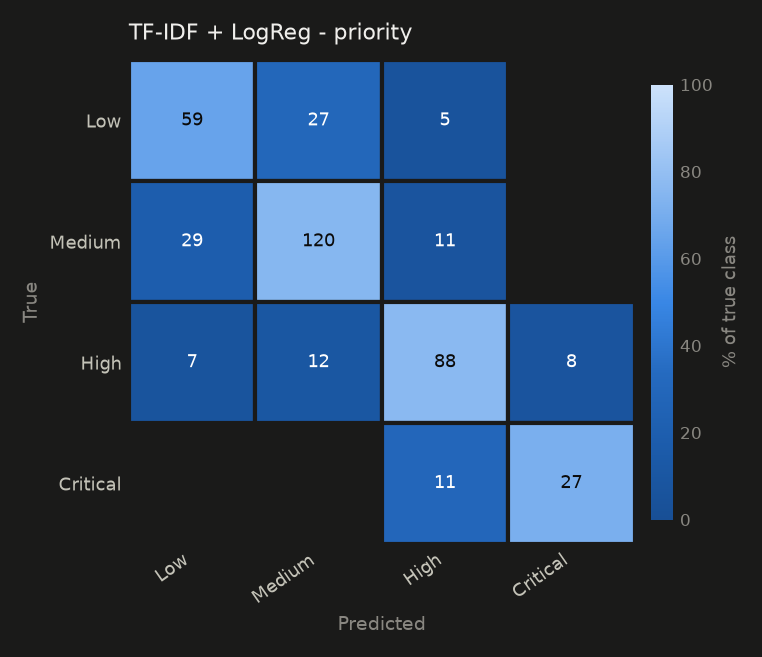 TF-IDF + LogReg - priority
Low 59 27 5
Medium 29 120 11
High 7 12 88 8
Critical 11 27
Low Medium High Critical
Predicted
True
100
80
60
40
20
0
% of true class